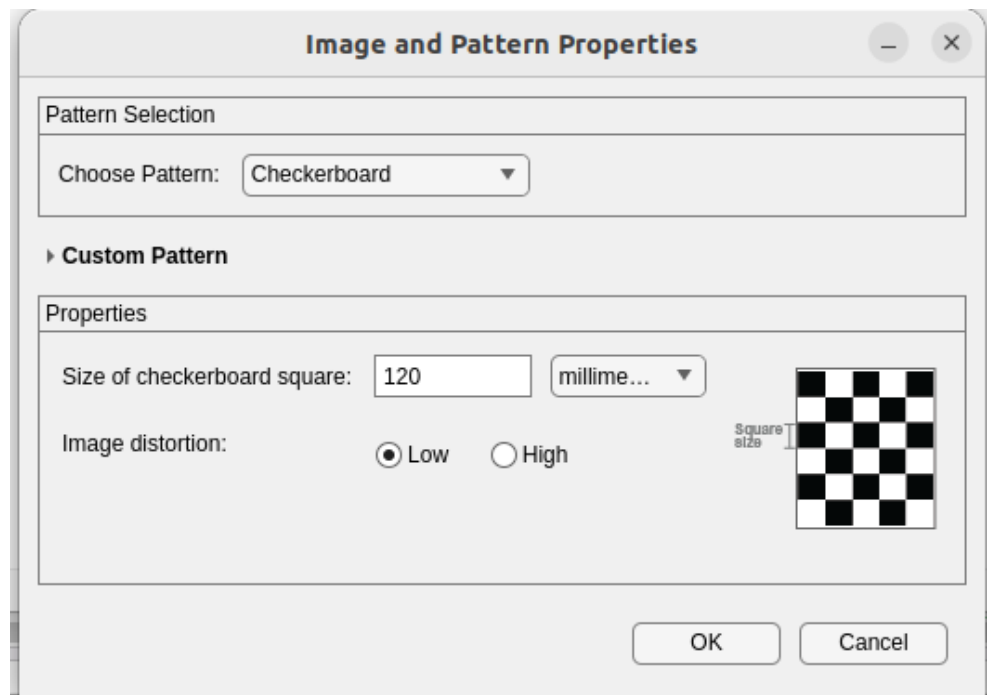 Image and Pattern Properties
Pattern Selection
Choose Pattern: Checkerboard
Custom Pattern
Properties
Size of checkerboard square: 120 millime...
Square
size
Image distortion: Low High
OK Cancel